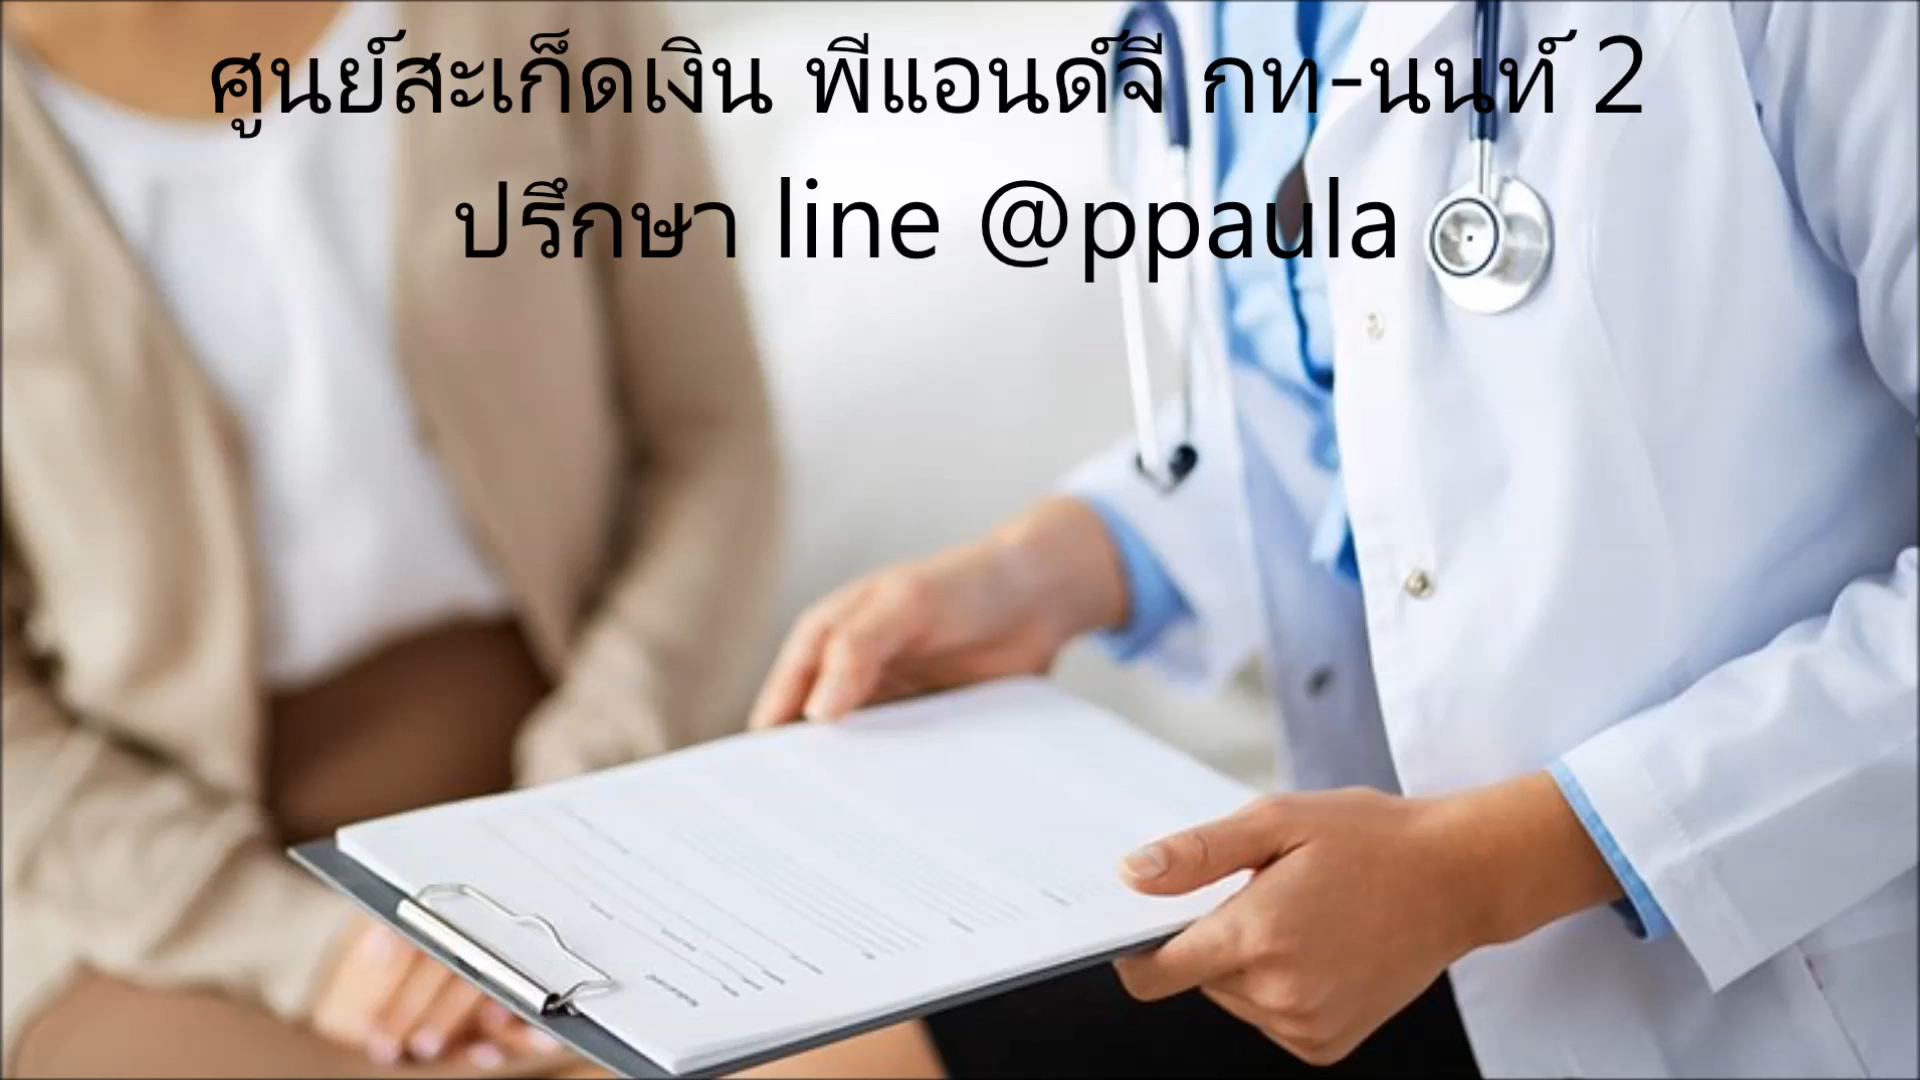 ศูนย์สะเก็ดเงิน พีแอนด์จี กท-นนท์ 2
ปรึกษา line @ppaula